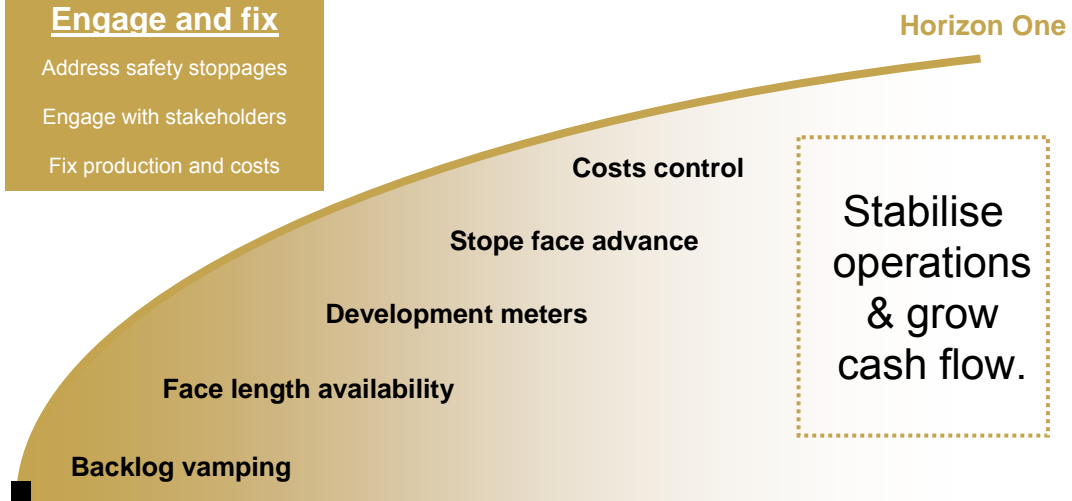 Engage and fix
Address safety stoppages
Engage with stakeholders
Fix production and costs
Horizon One
Costs control
Stope face advance
Development meters
Face length availability
Backlog vamping
Stabilise
operations
& grow
cash flow.